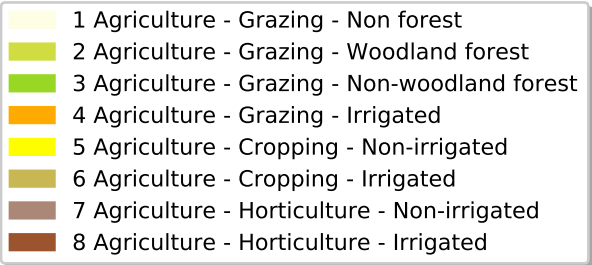 1 Agriculture - Grazing - Non forest
2 Agriculture - Grazing - Woodland forest
3 Agriculture - Grazing - Non-woodland forest
4 Agriculture - Grazing - Irrigated
5 Agriculture - Cropping - Non-irrigated
6 Agriculture - Cropping - Irrigated
7 Agriculture - Horticulture - Non-irrigated
8 Agriculture - Horticulture - Irrigated